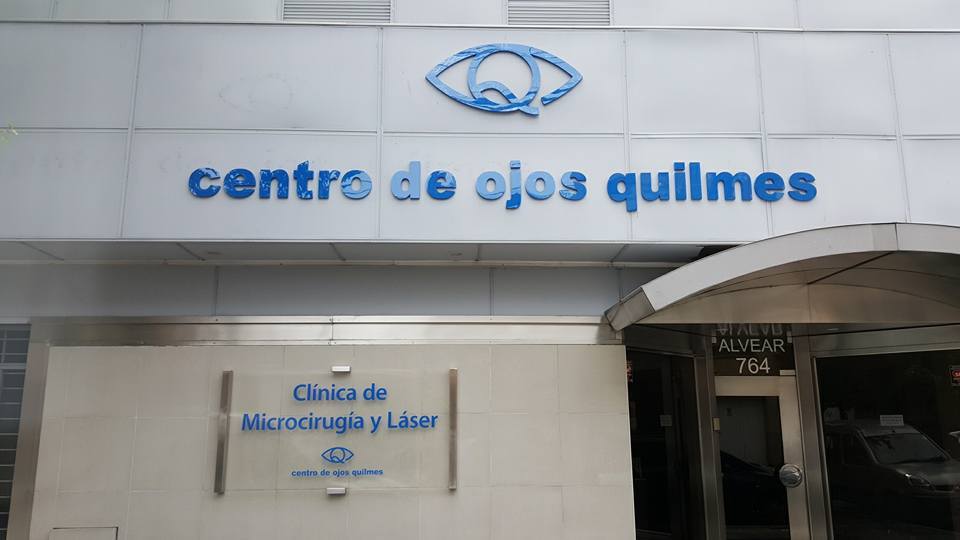 centro de ojos quilmes
Clínica de
Microcirugía y Láser
centro de ojos quilmes
ALVEAR
764